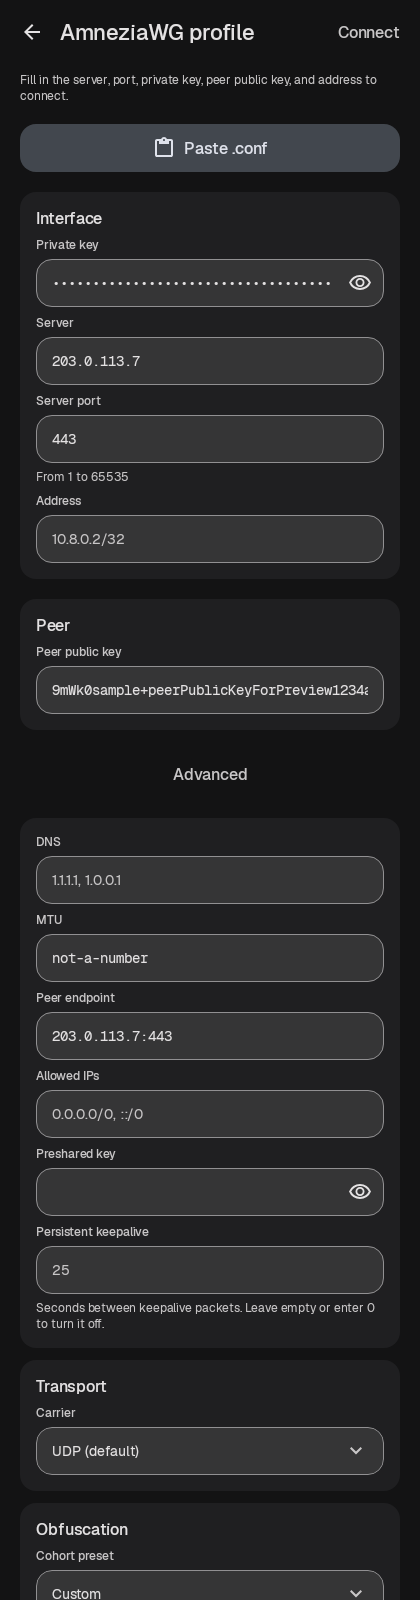 AmneziaWG profile
Connect
Fill in the server, port, private key, peer public key, and address to
connect.
Paste .conf
Interface
Private key
Server
203.0.113.7
Server port
443
From 1 to 65535
Address
10.8.0.2/32
Peer
Peer public key
9mWk0sample+peerPublicKeyForPreview1234a
Advanced
DNS
1.1.1.1, 1.0.0.1
MTU
not-a-number
Peer endpoint
203.0.113.7:443
Allowed IPs
0.0.0.0/0, ::/0
Preshared key
Persistent keepalive
25
Seconds between keepalive packets. Leave empty or enter 0
to turn it off.
Transport
Carrier
UDP (default)
Obfuscation
Cohort preset
Custom